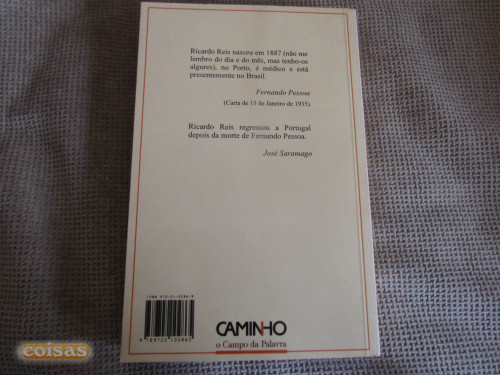 Ricardo Reis nasceu em 1887 (não me
lembro do dia e do mês, mas tenho-os
algures), no Porto, é médico e está
presentemente no Brasil.
Fernando Pessoa
(Carta de 13 de Janeiro de 1935)
Ricardo Reis regressou a Portugal
depois da morte de Fernando Pessoa.
José Saramago
CAMINHO
o Campo da Palavra
coisas